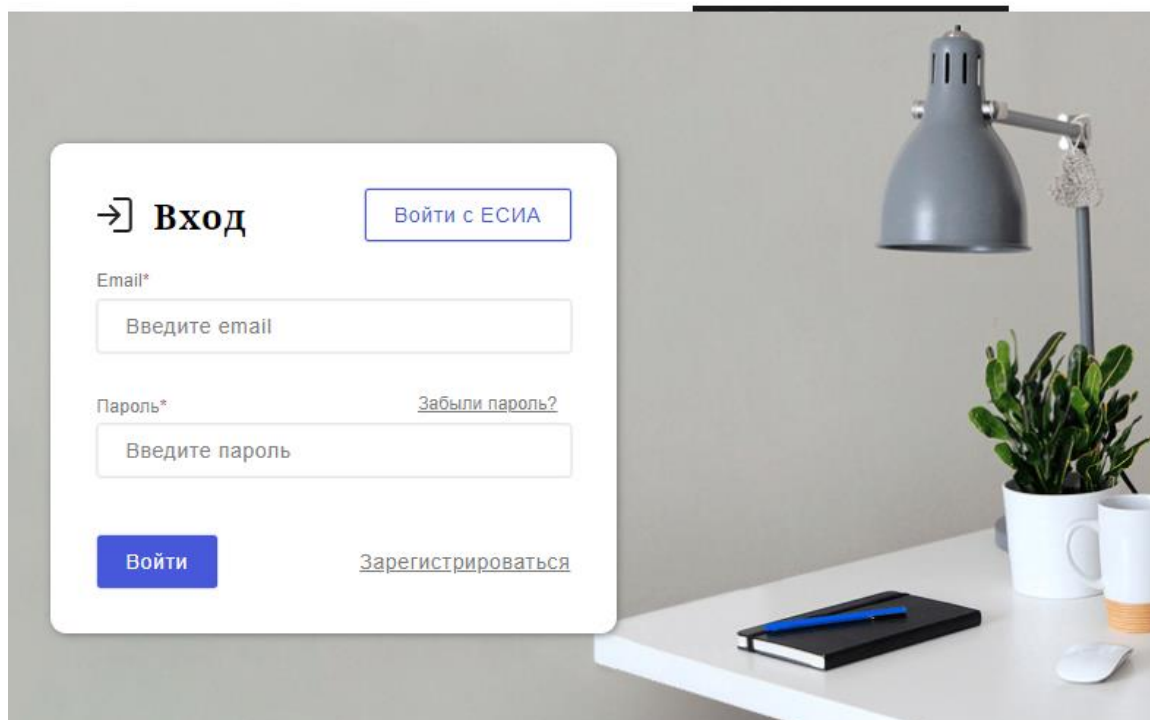 Вход
Войти с ЕСИА
Email*
Введите email
Пароль*
Забыли пароль?
Введите пароль
Войти
Зарегистрироваться